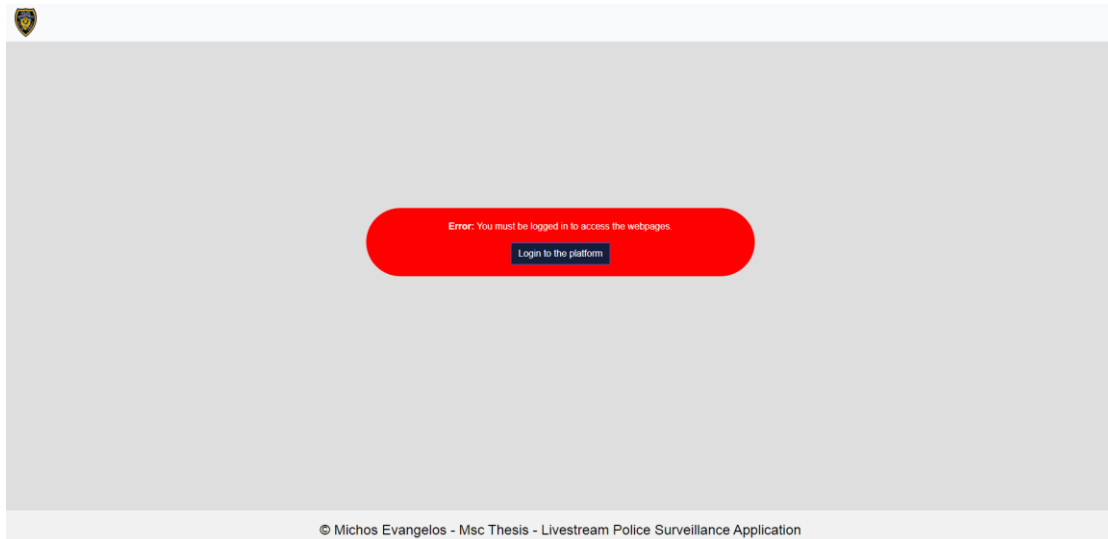 Error: You must be logged in to access the webpages.
Login to the platform
© Michos Evangelos - Msc Thesis - Livestream Police Surveillance Application